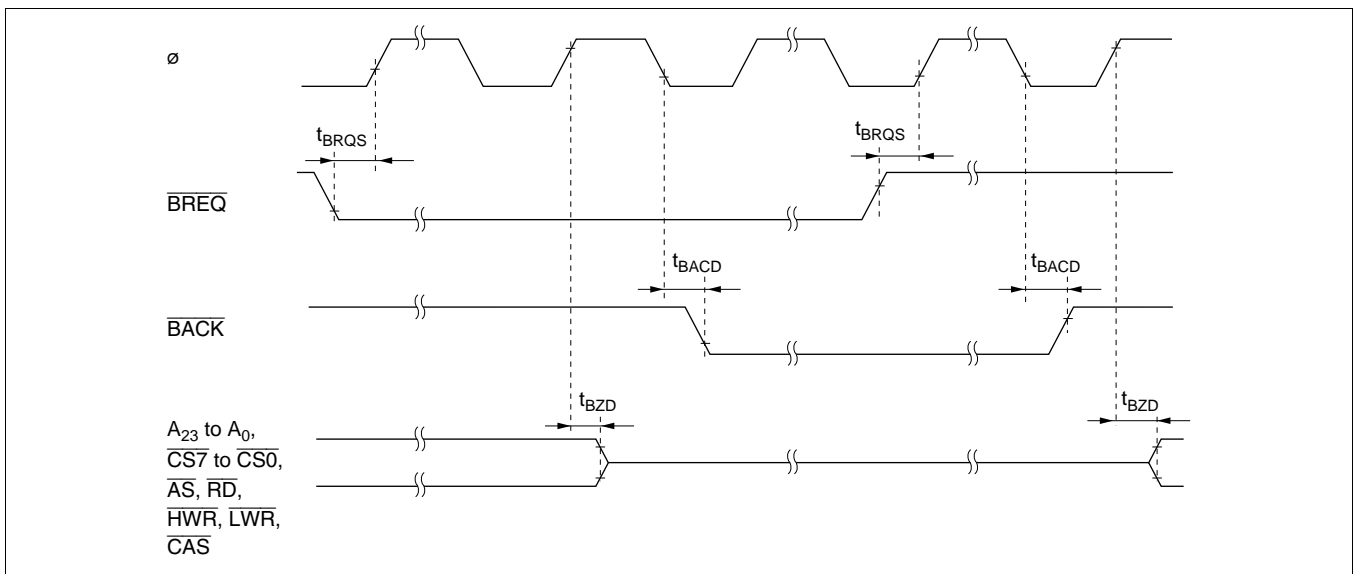 ø
tBRQS
tBRQS
BREQ
tBACD
tBACD
BACK
tBZD
tBZD
A23 to A0,
CS7 to CS0,
AS, RD,
HWR, LWR,
CAS